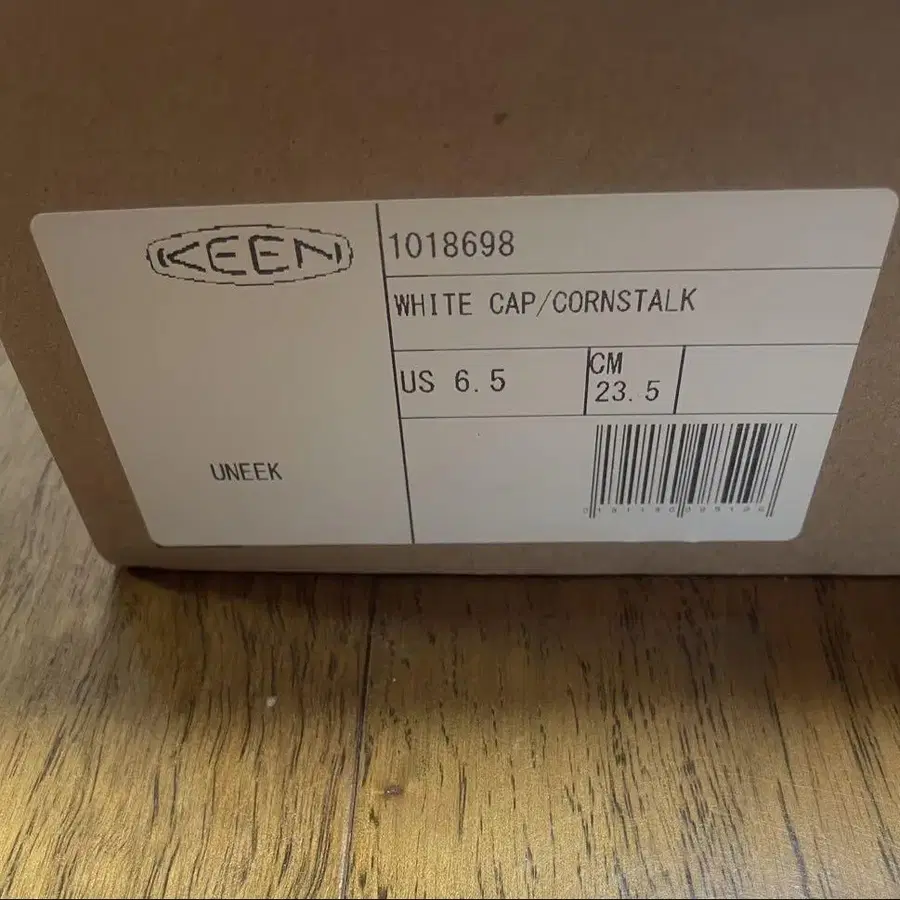 KEEN
1018698
WHITE CAP/CORNSTALK
US 6.5
CM
23.5
UNEEK